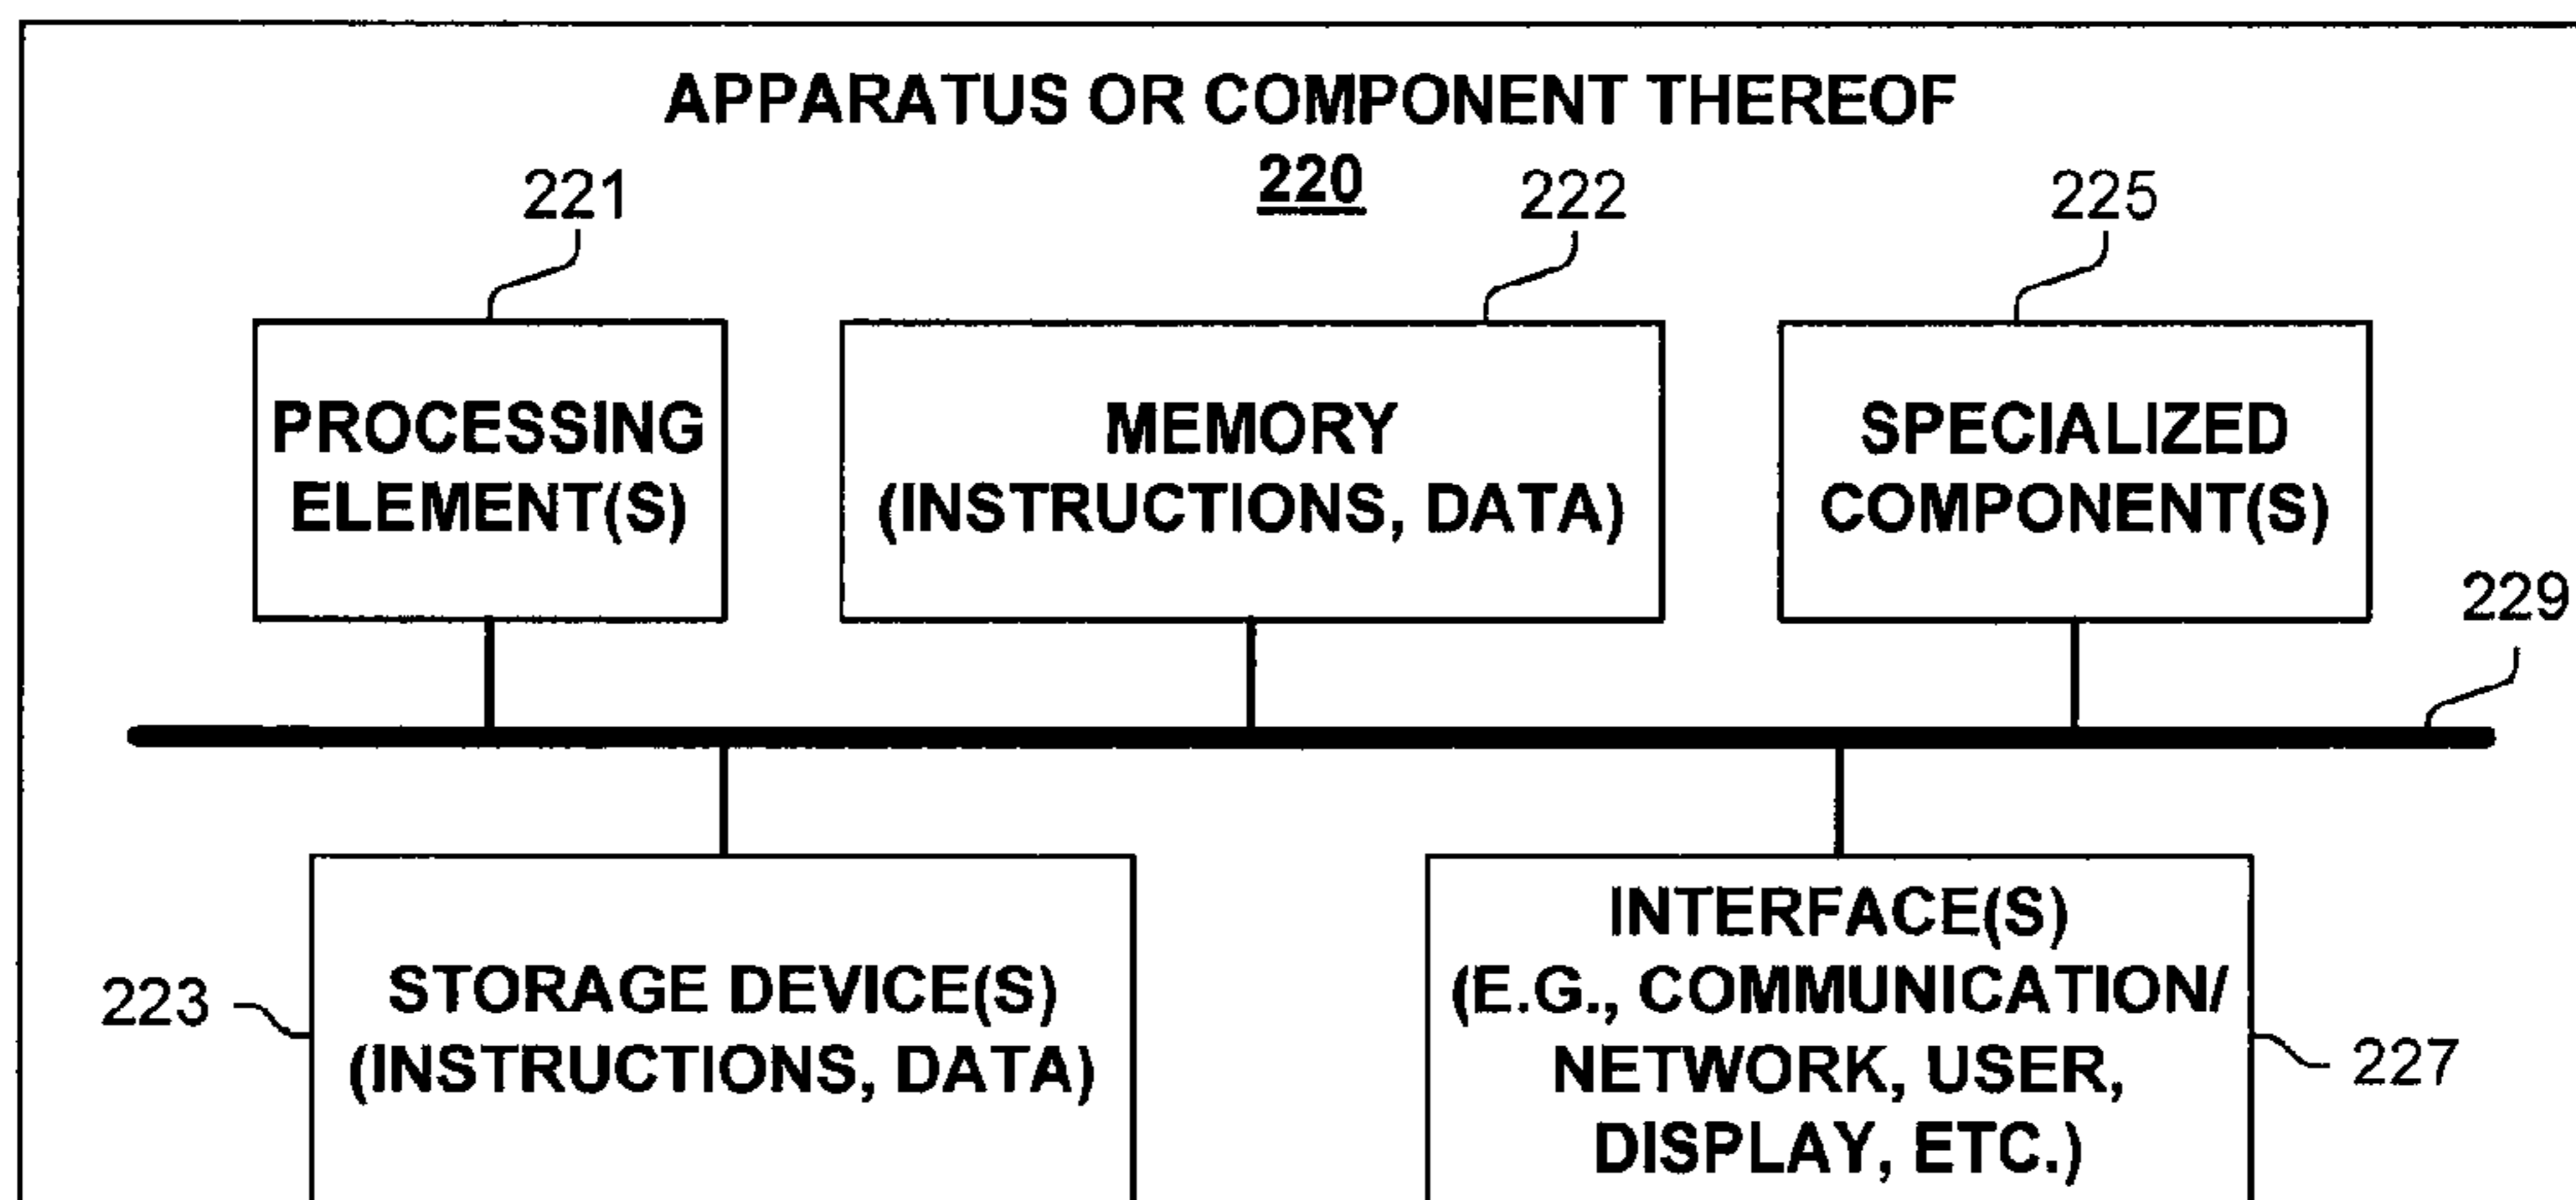 APPARATUS OR COMPONENT THEREOF
220
221
222
225
PROCESSING
ELEMENT(S)
MEMORY
(INSTRUCTIONS, DATA)
SPECIALIZED
COMPONENT(S)
229
223
STORAGE DEVICE(S)
(INSTRUCTIONS, DATA)
INTERFACE(S)
(E.G., COMMUNICATION/
NETWORK, USER,
DISPLAY, ETC.)
227